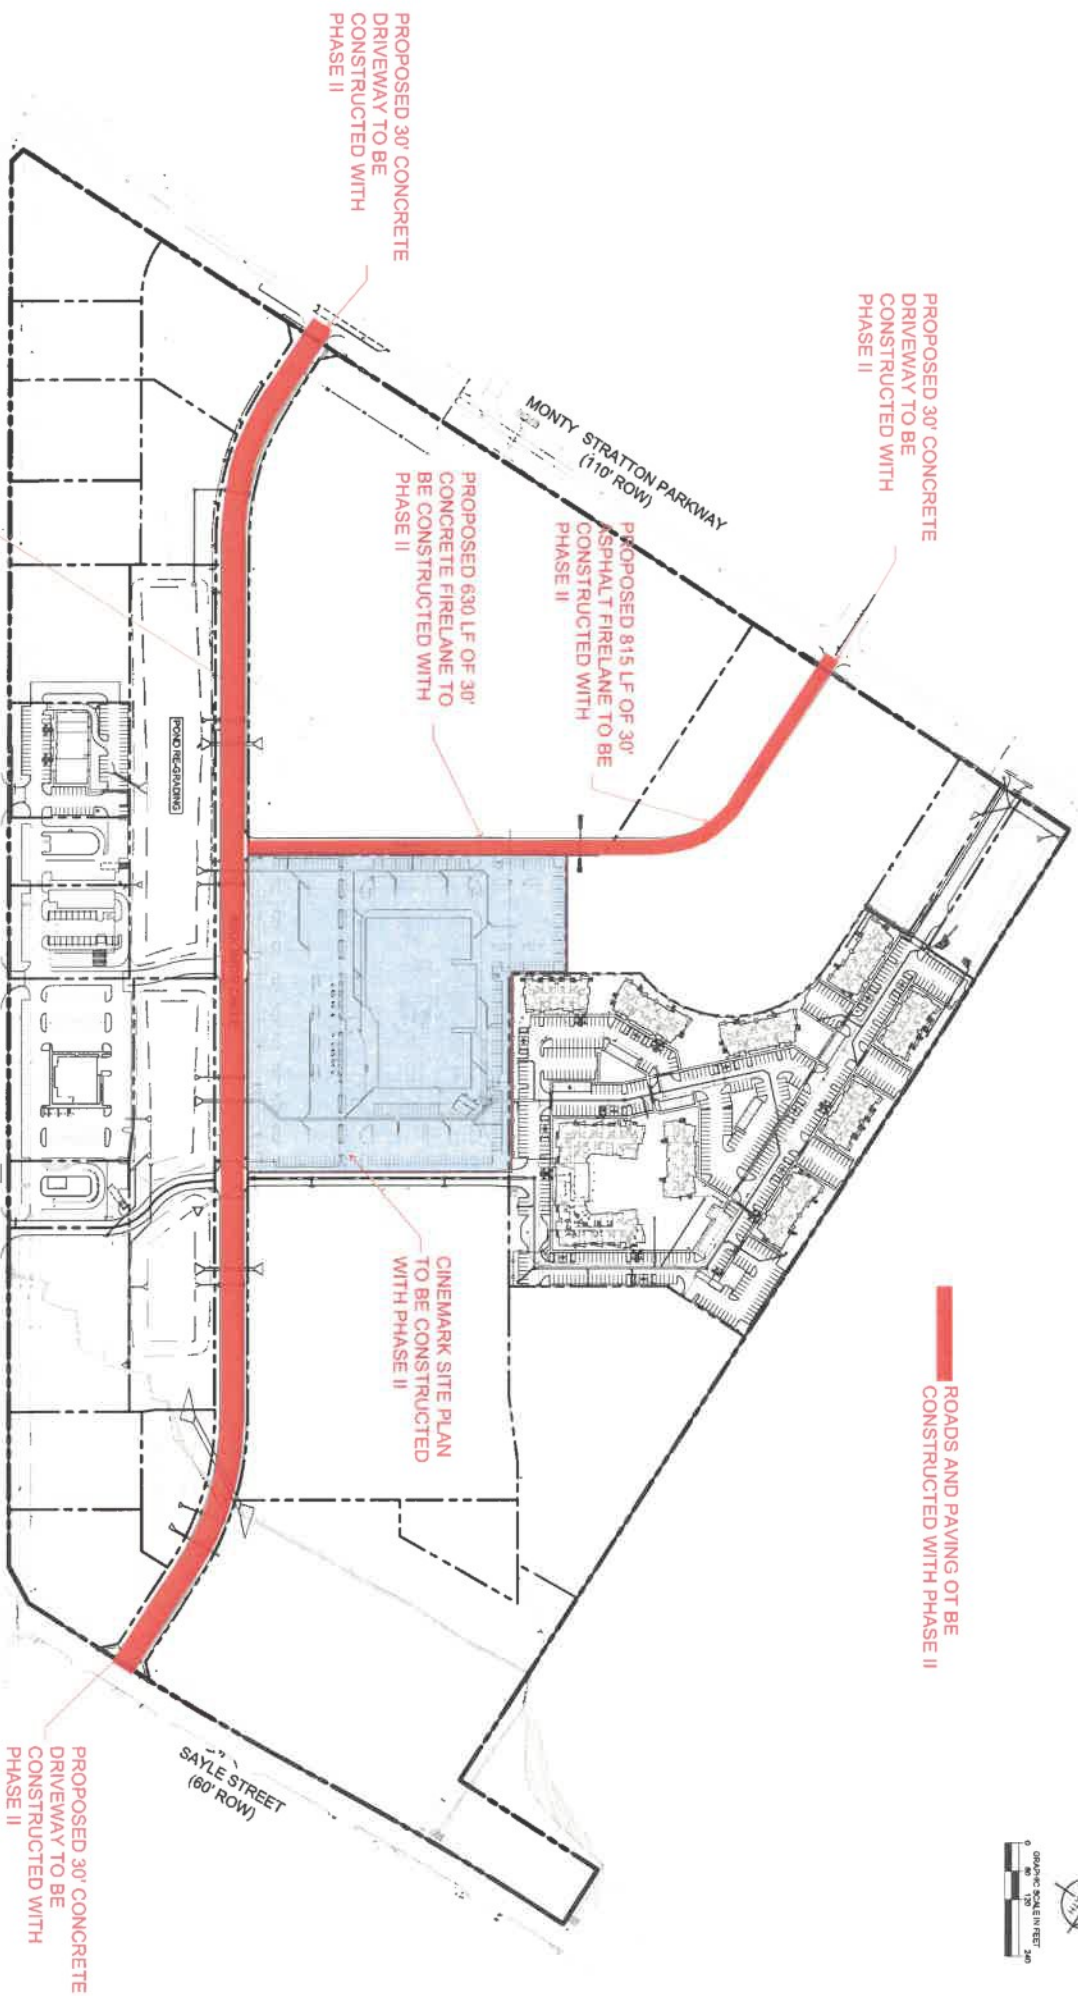 PROPOSED 30' CONCRETE
DRIVEWAY TO BE
CONSTRUCTED WITH
PHASE II
PROPOSED 30' CONCRETE
DRIVEWAY TO BE
CONSTRUCTED WITH
PHASE II
MONTY STRATTON PARKWAY
(110' ROW)
PROPOSED 815 LF OF 30'
ASPHALT FIRELANE TO BE
CONSTRUCTED WITH
PHASE II
PROPOSED 630 LF OF 30'
CONCRETE FIRELANE TO
BE CONSTRUCTED WITH
PHASE II
POND RE-GRADING
CINEMARK SITE PLAN
TO BE CONSTRUCTED
WITH PHASE II
ROADS AND PAVING OT BE
CONSTRUCTED WITH PHASE II
SAYLE STREET
(60' ROW)
PROPOSED 30' CONCRETE
DRIVEWAY TO BE
CONSTRUCTED WITH
PHASE II
GRAPHIC SCALE IN FEET
0 60 120 240